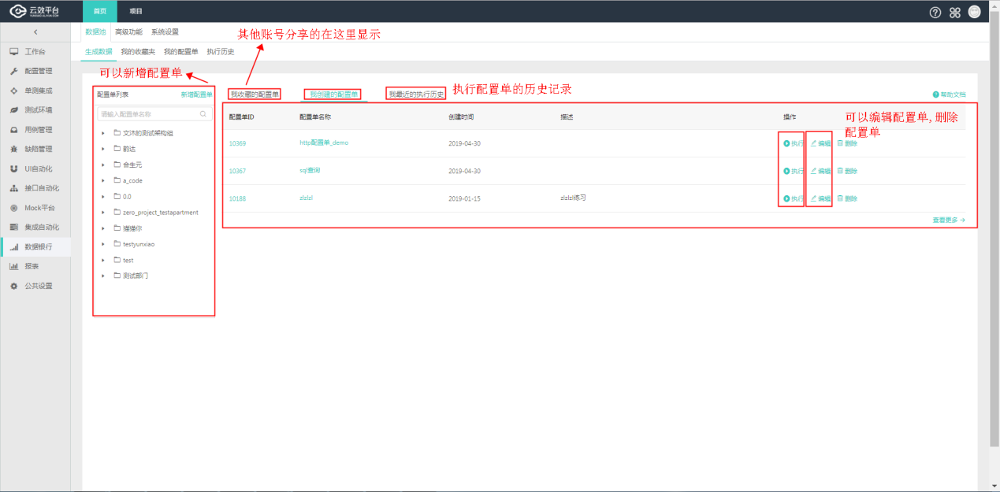 云效平台
首页
项目
数据池
高级功能
系统设置
生成数据
我的收藏夹
我的配置单
执行历史
工作台
配置管理
单测集成
测试环境
用例管理
缺陷管理
UI自动化
接口自动化
Mock平台
集成自动化
数据银行
报表
公共设置
其他账号分享的在这里显示
可以新增配置单
执行配置单的历史记录
配置单列表
新增配置单
请输入配置单名称
文沐的测试架构组
韵达
合生元
a_code
0.0
zero_project_testapartment
猫猫你
testyunxiao
test
测试部门
我收藏的配置单
我创建的配置单
我最近的执行历史
帮助文档
配置单ID
配置单名称
创建时间
描述
操作
可以编辑配置单, 删除
配置单
10369
http配置单_demo
2019-04-30
执行
编辑
删除
10367
sql查询
2019-04-30
执行
编辑
删除
10188
zlzlzl
2019-01-15
zlzlzl练习
执行
编辑
删除
查看更多